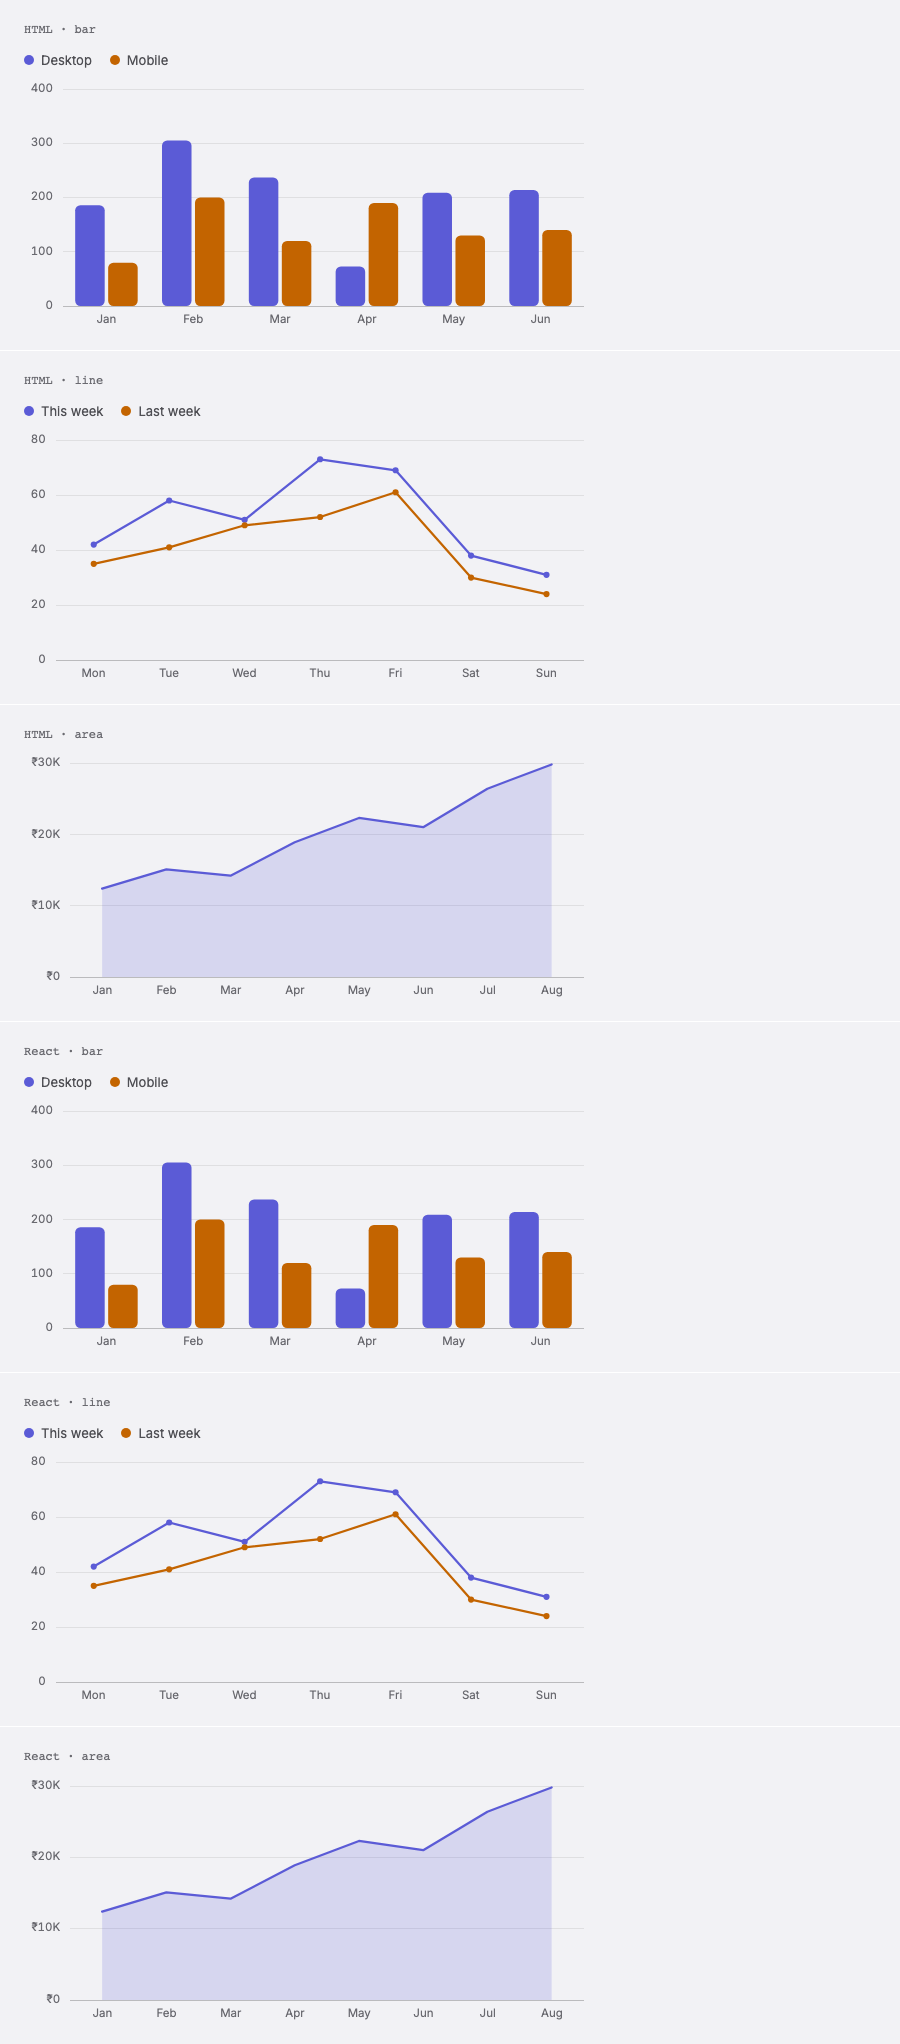 HTML · bar
Desktop Mobile
400
300
200
100
0
Jan Feb Mar Apr May Jun
HTML · line
This week Last week
80
60
40
20
0
Mon Tue Wed Thu Fri Sat Sun
HTML · area
₹30K
₹20K
₹10K
₹0
Jan Feb Mar Apr May Jun Jul Aug
React · bar
Desktop Mobile
400
300
200
100
0
Jan Feb Mar Apr May Jun
React · line
This week Last week
80
60
40
20
0
Mon Tue Wed Thu Fri Sat Sun
React · area
₹30K
₹20K
₹10K
₹0
Jan Feb Mar Apr May Jun Jul Aug